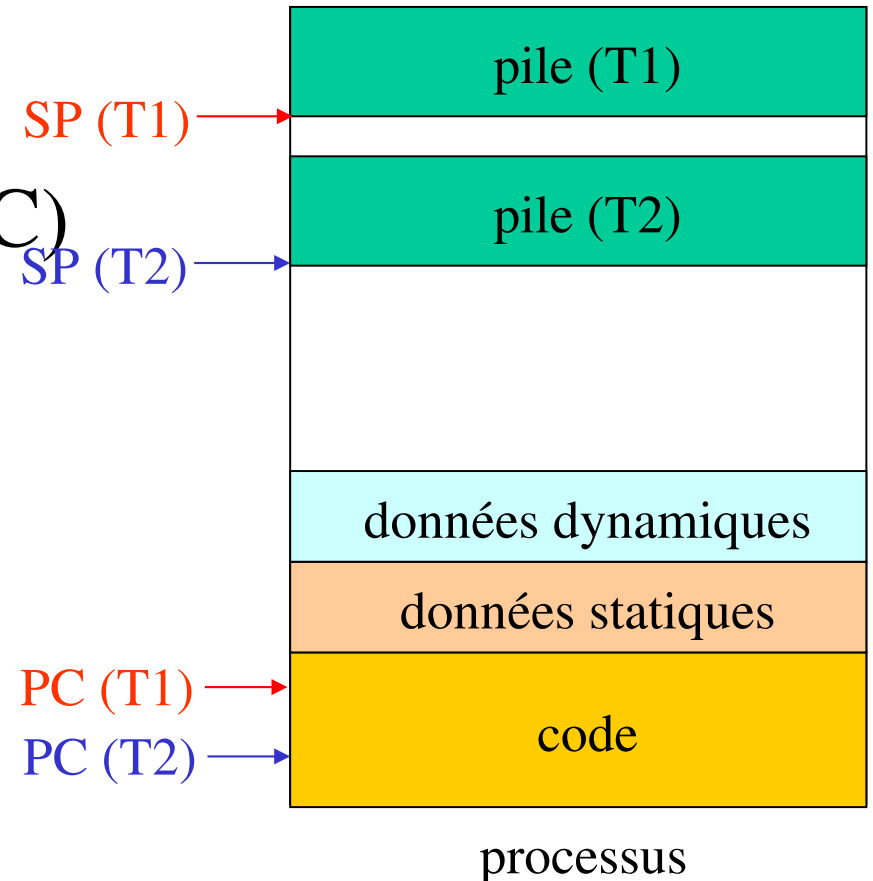 pile (T1)
SP (T1)
C)
pile (T2)
SP (T2)
données dynamiques
données statiques
PC (T1)
code
PC (T2)
processus